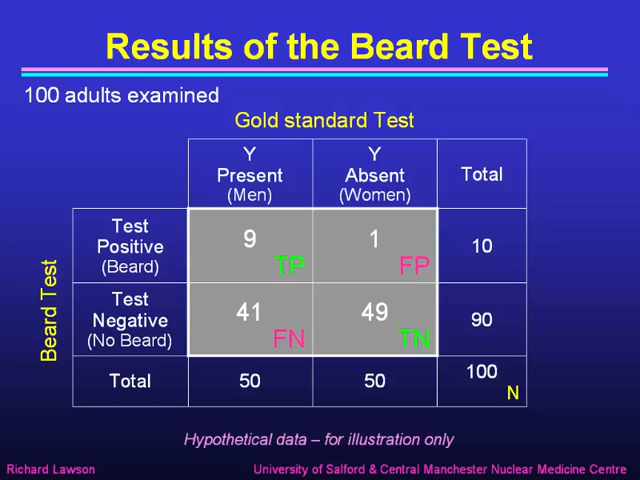 Results of the Beard Test
100 adults examined
Gold standard Test
Y
Present
(Men)
Y
Absent
(Women)
Total
Beard Test
Test
Positive
(Beard)
9
TP
1
FP
10
Test
Negative
(No Beard)
41
FN
49
TN
90
Total
50
50
100
N
Hypothetical data – for illustration only
Richard Lawson
University of Salford & Central Manchester Nuclear Medicine Centre